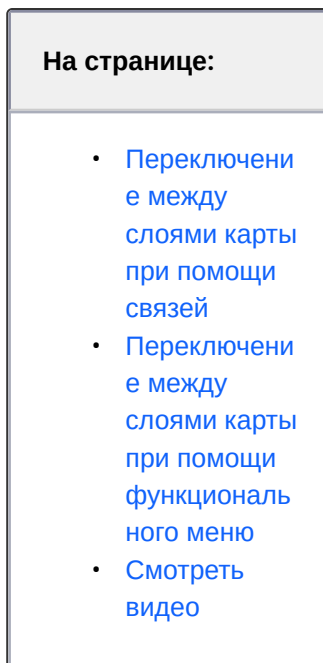 На странице:
• Переключени
е между
слоями карты
при помощи
связей
• Переключени
е между
слоями карты
при помощи
функциональ
ного меню
• Смотреть
видео